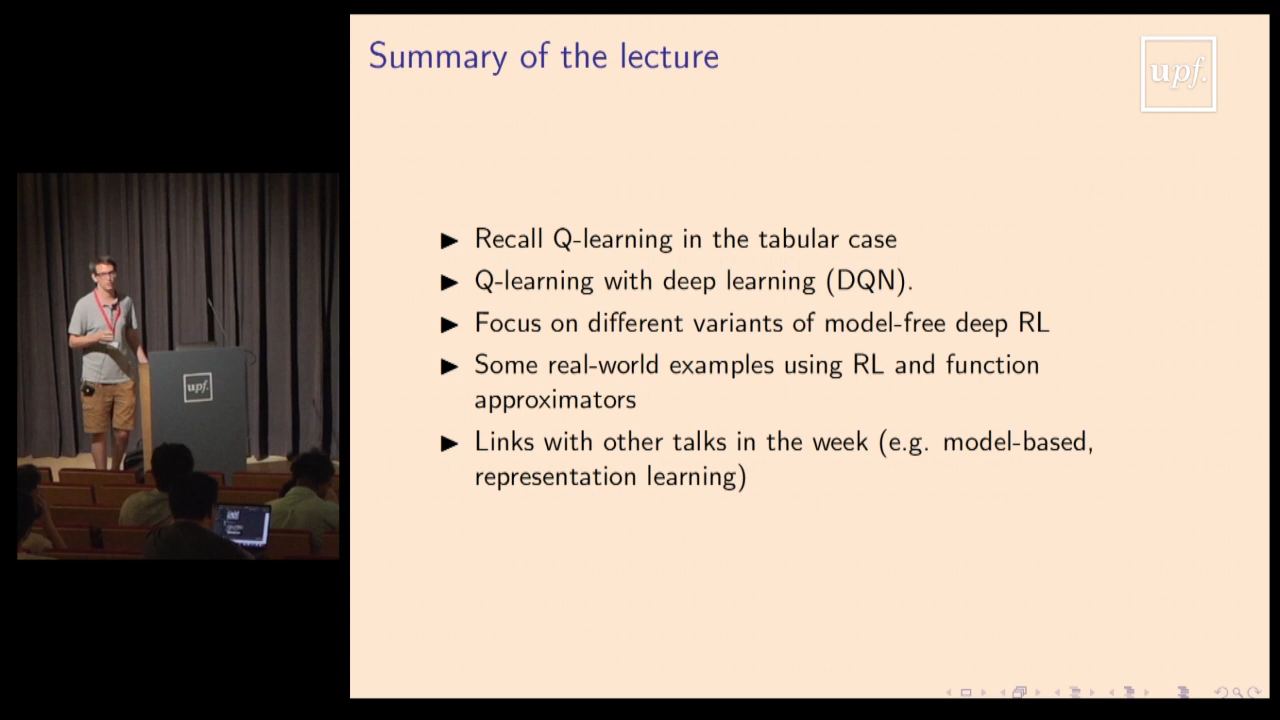 Summary of the lecture
upf.
▶ Recall Q-learning in the tabular case
▶ Q-learning with deep learning (DQN).
▶ Focus on different variants of model-free deep RL
▶ Some real-world examples using RL and function
approximators
▶ Links with other talks in the week (e.g. model-based,
representation learning)
upf.